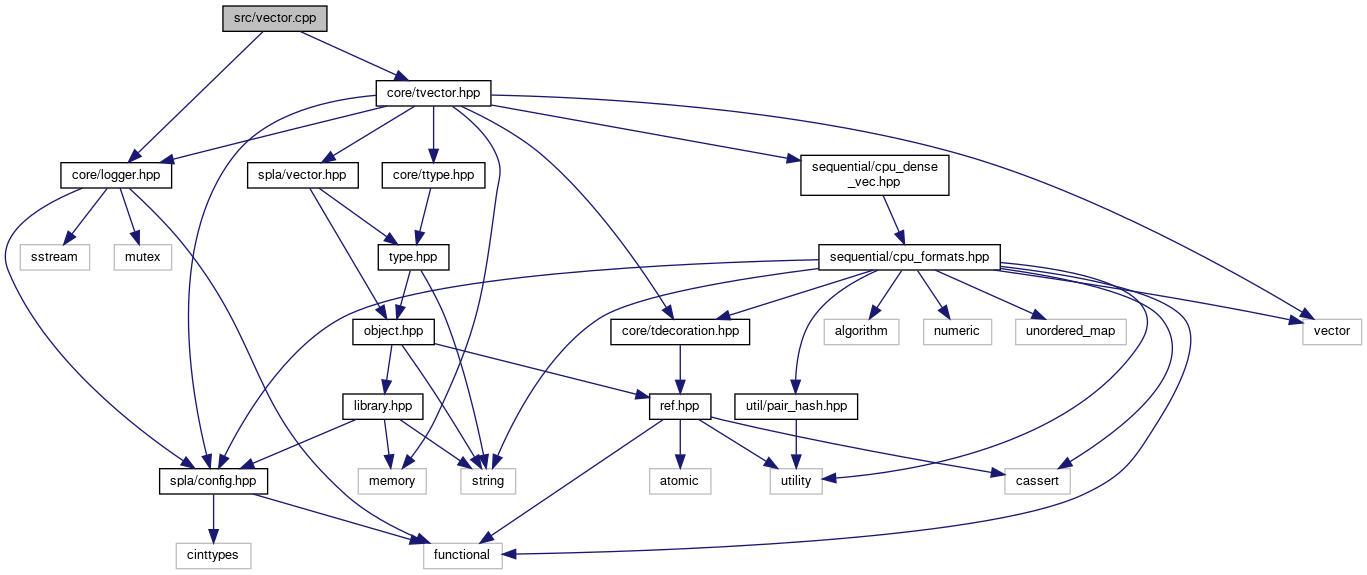 src/vector.cpp
core/tvector.hpp
core/logger.hpp
spla/vector.hpp
core/ttype.hpp
sequential/cpu_dense
_vec.hpp
sstream
mutex
type.hpp
sequential/cpu_formats.hpp
object.hpp
core/tdecoration.hpp
algorithm
numeric
unordered_map
vector
library.hpp
ref.hpp
util/pair_hash.hpp
spla/config.hpp
memory
string
atomic
utility
cassert
cinttypes
functional